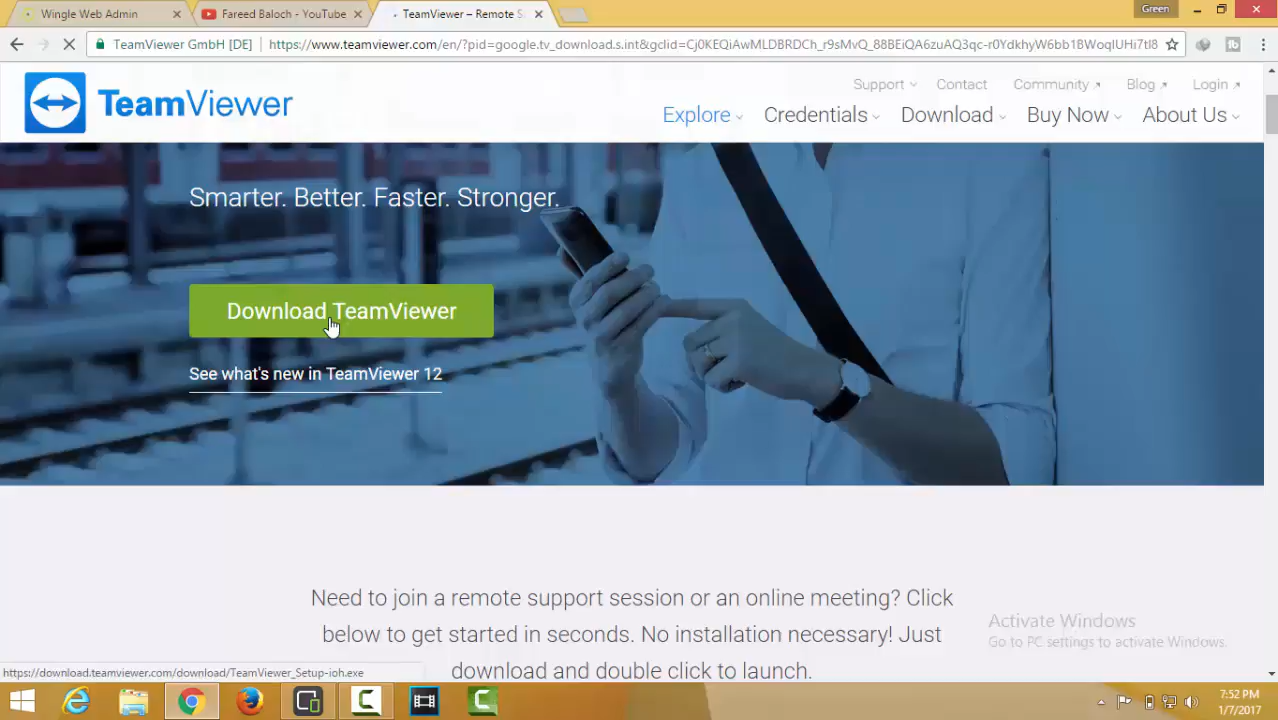 Wingle Web Admin
Fareed Baloch - YouTube
TeamViewer – Remote S
Green
TeamViewer GmbH [DE]
https://www.teamviewer.com/en/?pid=google.tv_download.s.int&gclid=Cj0KEQiAwMLDBRDCh_r9sMvQ_88BEiQA6zuAQ3qc-r0YdkhyW6bb1BWoqIUHi7tI8
Support
Contact
Community
Blog
Login
TeamViewer
Explore
Credentials
Download
Buy Now
About Us
Smarter. Better. Faster. Stronger.
Download TeamViewer
See what's new in TeamViewer 12
Need to join a remote support session or an online meeting? Click
below to get started in seconds. No installation necessary! Just
download and double click to launch.
Activate Windows
Go to PC settings to activate Windows.
https://download.teamviewer.com/download/TeamViewer_Setup-ioh.exe
7:52 PM
1/7/2017